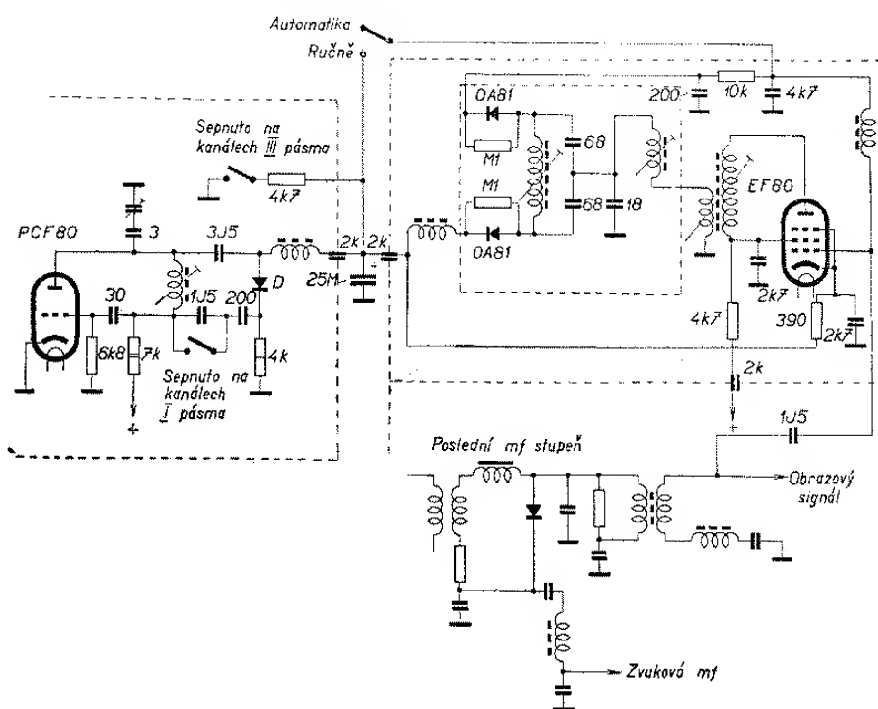 Automatika
Ručně
Sepnuto na
kanálech III pásma
4k7
PCF80
3
3J5
D
30
1J5
200
6k8
7k
4k
+
Sepnuto na
kanálech
I pásma
2k
2k
25M
0A81
M1
M1
0A81
68
68
18
200
10k
4k7
EF80
2k7
4k7
390
2k7
2k
+
1J5
Poslední mf stupeň
Obrazový
signál
Zvuková mf